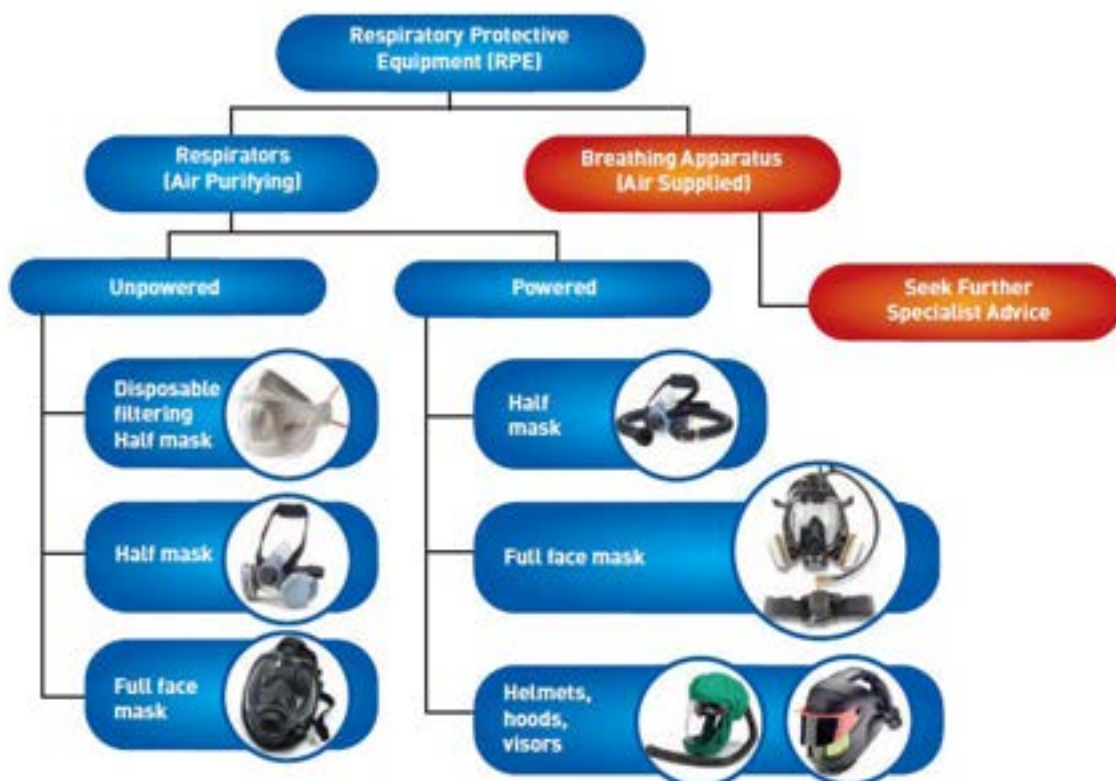 Respiratory Protective
Equipment (RPE)
Respirators
(Air Purifying)
Breathing Apparatus
(Air Supplied)
Unpowered
Powered
Seek Further
Specialist Advice
Disposable
filtering
Half mask
Half
mask
Half mask
Full face mask
Full face
mask
Helmets,
hoods,
visors